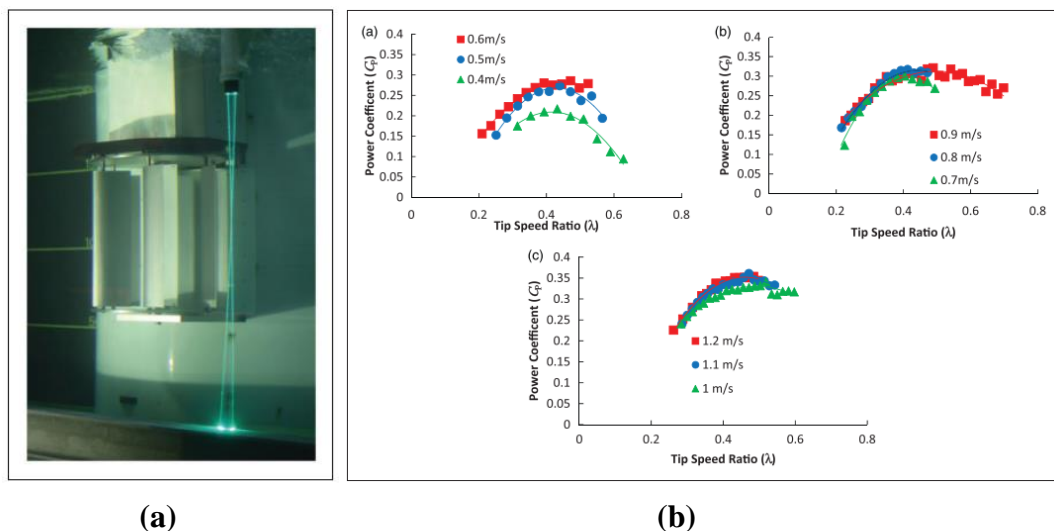 (a)
0.4
0.35
0.3
0.25
0.2
0.15
0.1
0.05
0
0
0.2
0.4
0.6
0.8
Power Coefficent (Cp)
Tip Speed Ratio (λ)
0.6m/s
0.5m/s
0.4m/s
(b)
0.4
0.35
0.3
0.25
0.2
0.15
0.1
0.05
0
0
0.2
0.4
0.6
0.8
Power Coefficent (Cp)
Tip Speed Ratio (λ)
0.9 m/s
0.8 m/s
0.7m/s
(c)
0.4
0.35
0.3
0.25
0.2
0.15
0.1
0.05
0
0
0.2
0.4
0.6
0.8
Power Coefficent (Cp)
Tip Speed Ratio (λ)
1.2 m/s
1.1 m/s
1 m/s
(a)
(b)